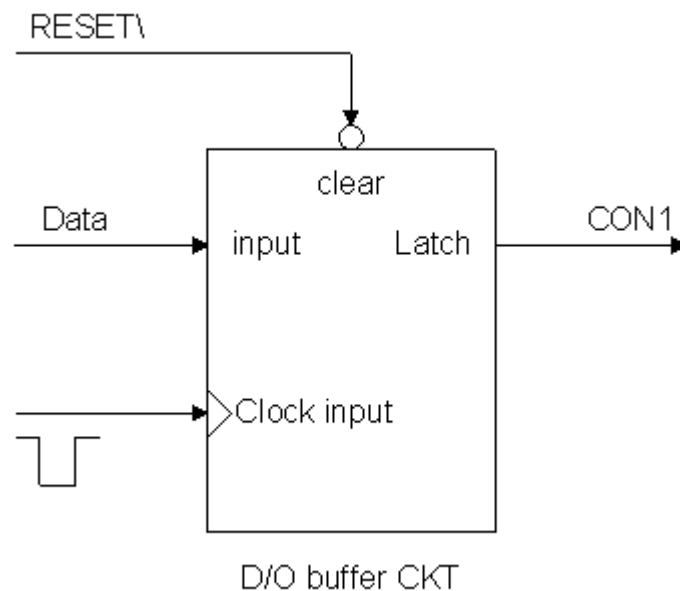 RESET\
clear
Data
input
Latch
CON1
Clock input
D/O buffer CKT